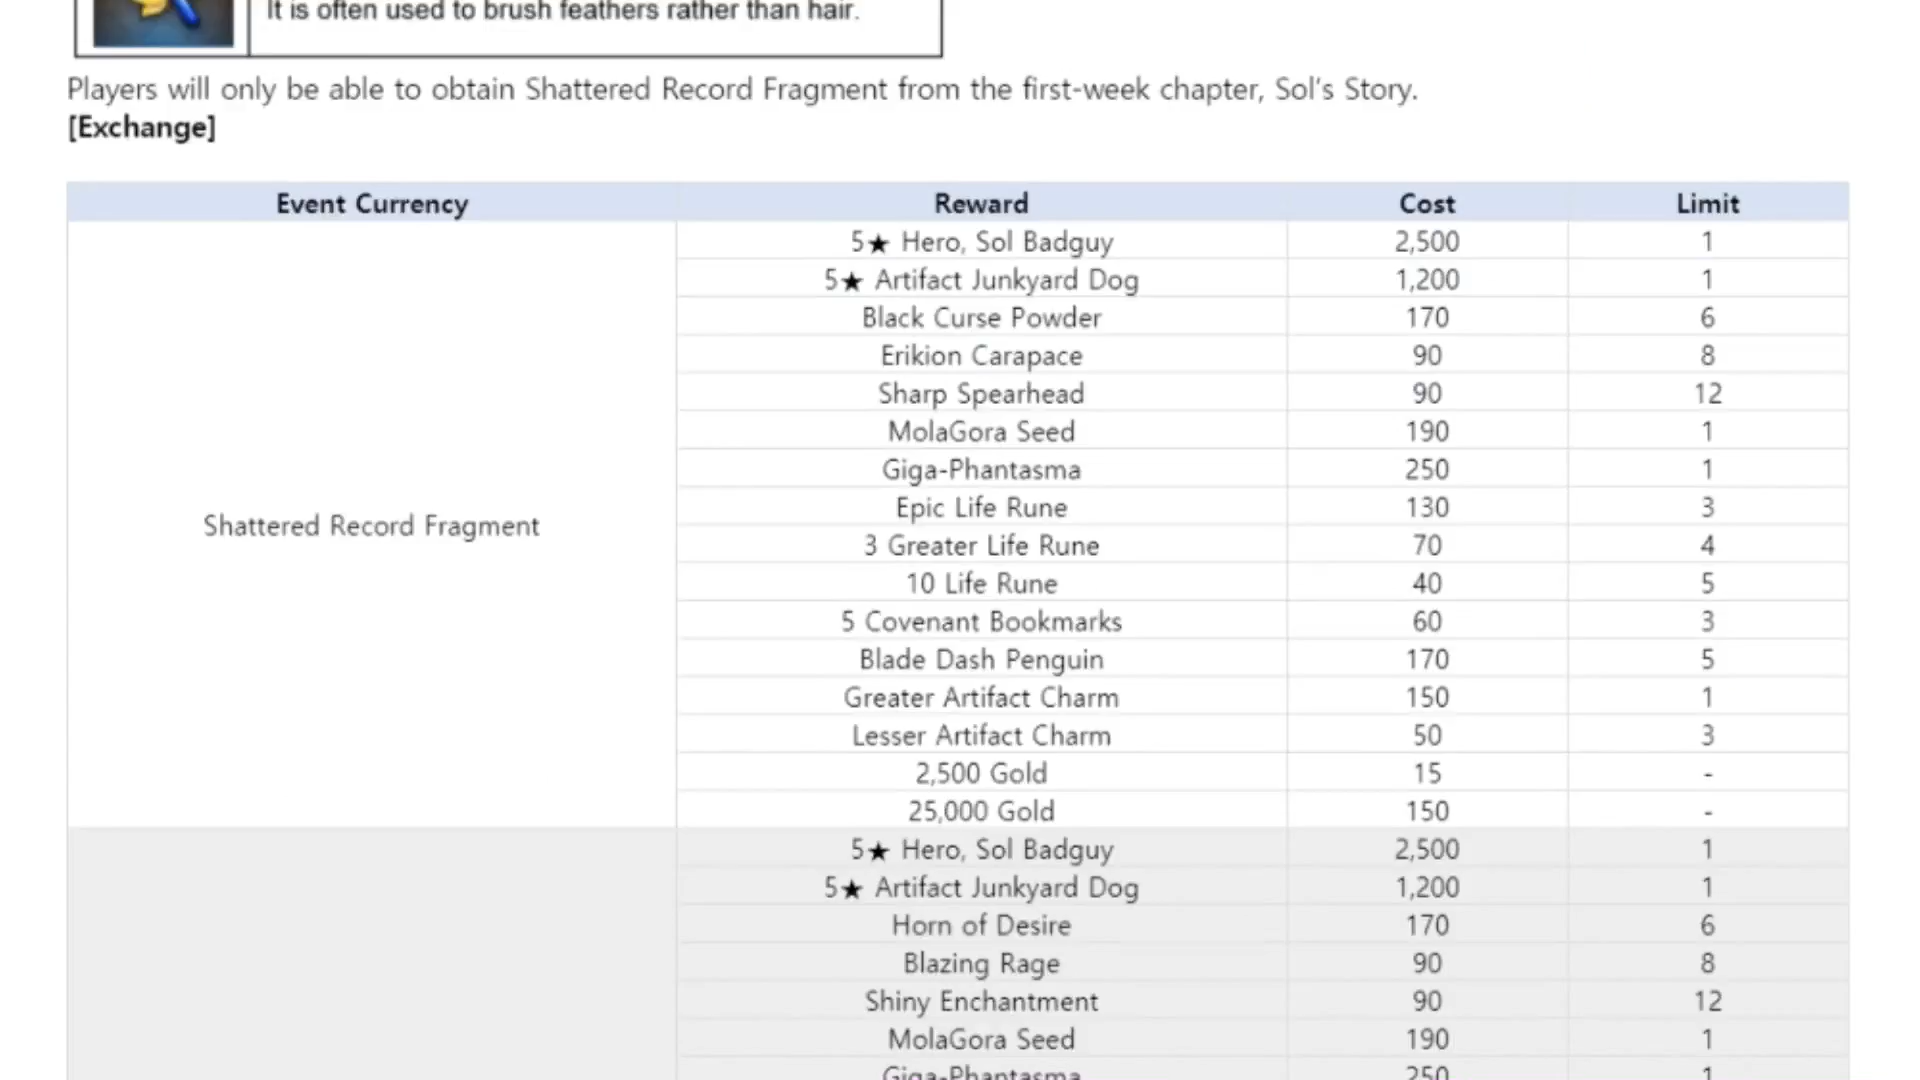 It is often used to brush feathers rather than hair.
Players will only be able to obtain Shattered Record Fragment from the first-week chapter, Sol's Story.
[Exchange]
Event Currency Reward Cost Limit
Shattered Record Fragment
5★ Hero, Sol Badguy 2,500 1
5★ Artifact Junkyard Dog 1,200 1
Black Curse Powder 170 6
Erikion Carapace 90 8
Sharp Spearhead 90 12
MolaGora Seed 190 1
Giga-Phantasma 250 1
Epic Life Rune 130 3
3 Greater Life Rune 70 4
10 Life Rune 40 5
5 Covenant Bookmarks 60 3
Blade Dash Penguin 170 5
Greater Artifact Charm 150 1
Lesser Artifact Charm 50 3
2,500 Gold 15 -
25,000 Gold 150 -
5★ Hero, Sol Badguy 2,500 1
5★ Artifact Junkyard Dog 1,200 1
Horn of Desire 170 6
Blazing Rage 90 8
Shiny Enchantment 90 12
MolaGora Seed 190 1
Giga-Phantasma 250 1